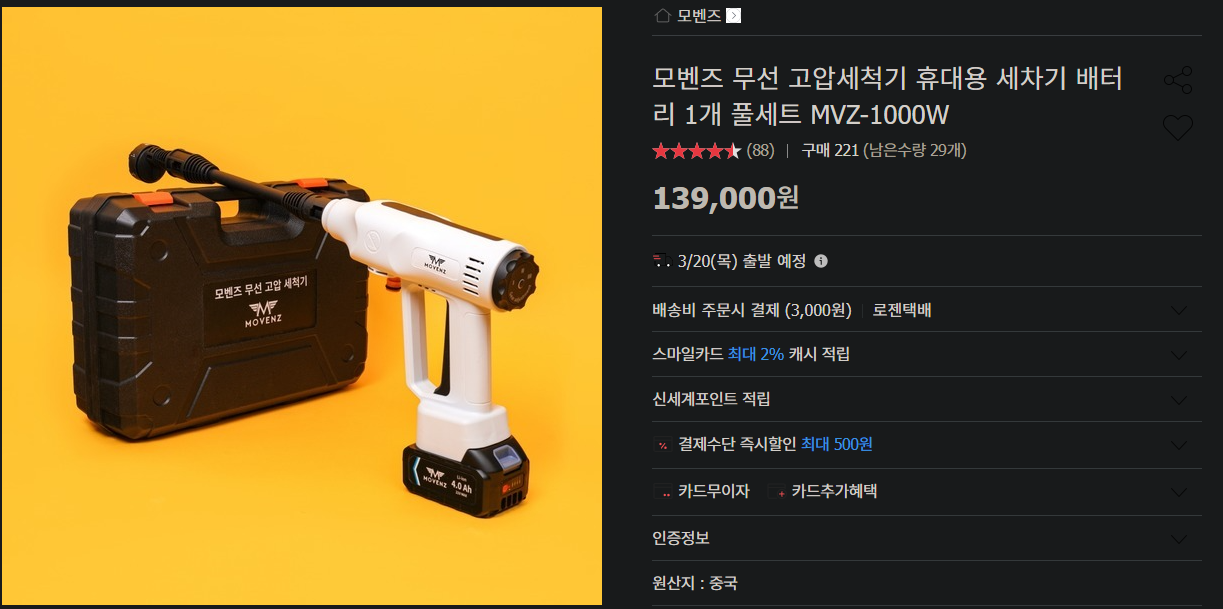 모벤즈
모벤즈 무선 고압세척기 휴대용 세차기 배터
리 1개 풀세트 MVZ-1000W
(88) | 구매 221 (남은수량 29개)
139,000원
3/20(목) 출발 예정
배송비 주문시 결제 (3,000원) | 로젠택배
스마일카드 최대 2% 캐시 적립
신세계포인트 적립
% 결제수단 즉시할인 최대 500원
카드무이자 + 카드추가혜택
인증정보
원산지 : 중국
모벤즈 무선 고압 세척기
MOVENZ
MOVENZ
MOVENZ
Li-ion
4.0Ah